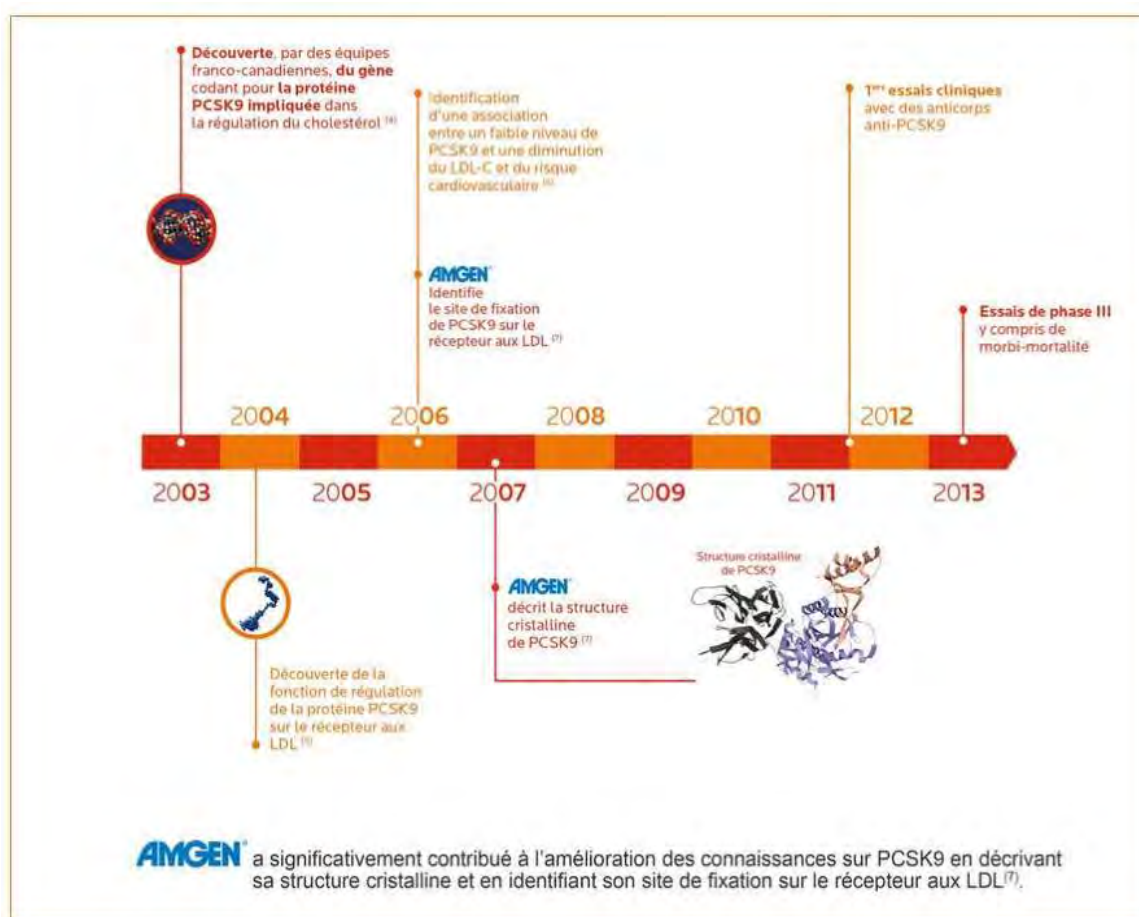 Découverte, par des équipes
franco-canadiennes, du gène
codant pour la protéine
PCSK9 impliquée dans
la régulation du cholestérol (4)
Identification
d'une association
entre un faible niveau de
PCSK9 et une diminution
du LDL-C et du risque
cardiovasculaire (6)
AMGEN®
Identifie
le site de fixation
de PCSK9 sur le
récepteur aux LDL (7)
1ers essais cliniques
avec des anticorps
anti-PCSK9
Essais de phase III
y compris de
morbi-mortalité
2004 2006 2008 2010 2012
2003 2005 2007 2009 2011 2013
Découverte de la
fonction de régulation
de la protéine PCSK9
sur le récepteur aux
LDL (5)
AMGEN®
décrit la structure
cristalline
de PCSK9 (7)
Structure cristalline
de PCSK9
AMGEN® a significativement contribué à l'amélioration des connaissances sur PCSK9 en décrivant
sa structure cristalline et en identifiant son site de fixation sur le récepteur aux LDL(7).